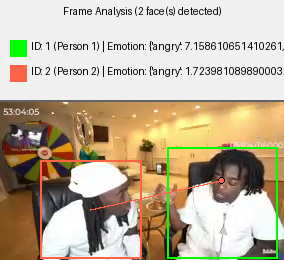 Frame Analysis (2 face(s) detected)
ID: 1 (Person 1) | Emotion: {'angry': 7.158610651410261,
ID: 2 (Person 2) | Emotion: {'angry': 1.723981089890003
53:04:05